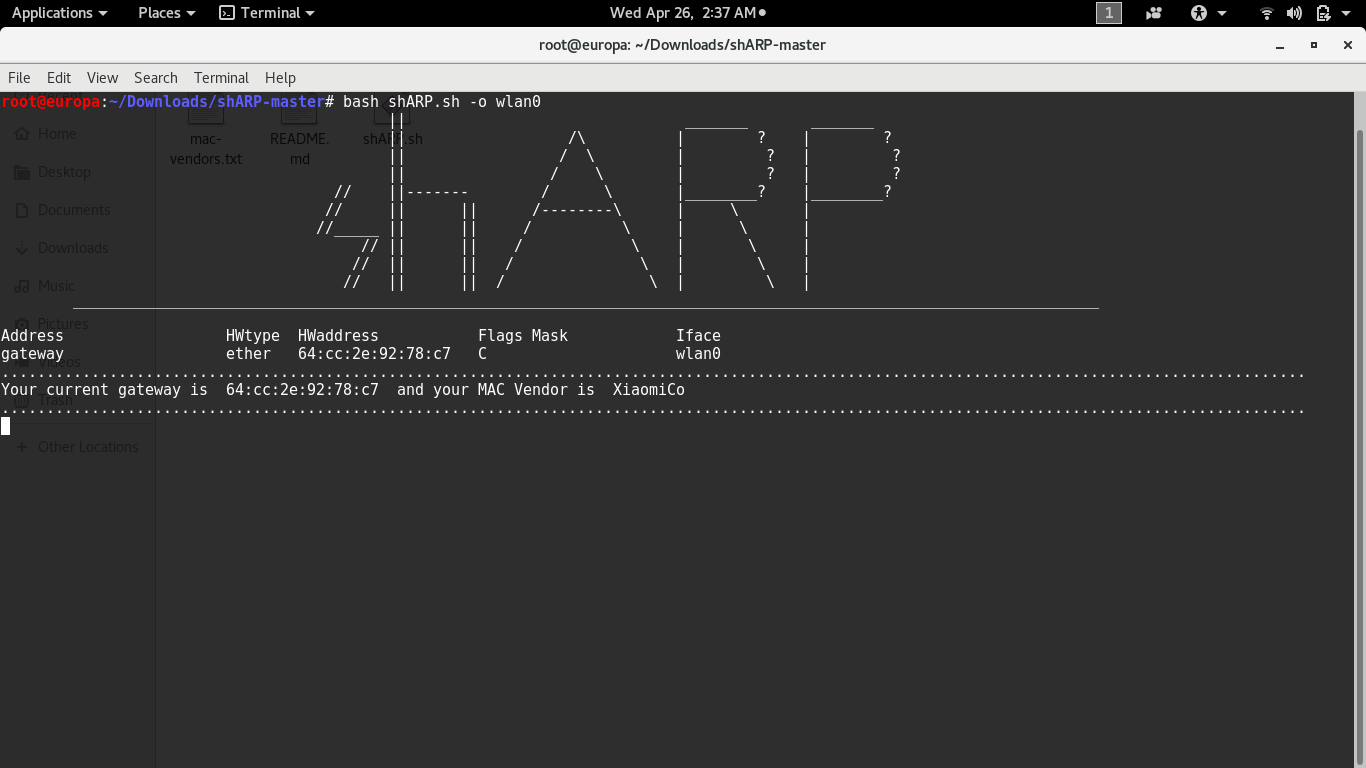 Applications Places Terminal Wed Apr 26, 2:37 AM 1
root@europa: ~/Downloads/shARP-master
File Edit View Search Terminal Help
root@europa:~/Downloads/shARP-master# bash shARP.sh -o wlan0
mac-vendors.txt
README.md
shARP.sh
Home
Desktop
Documents
Downloads
Music
Pictures
Videos
Trash
Other Locations
shARP
Address HWtype HWaddress Flags Mask Iface
gateway ether 64:cc:2e:92:78:c7 C wlan0
Your current gateway is 64:cc:2e:92:78:c7 and your MAC Vendor is XiaomiCo